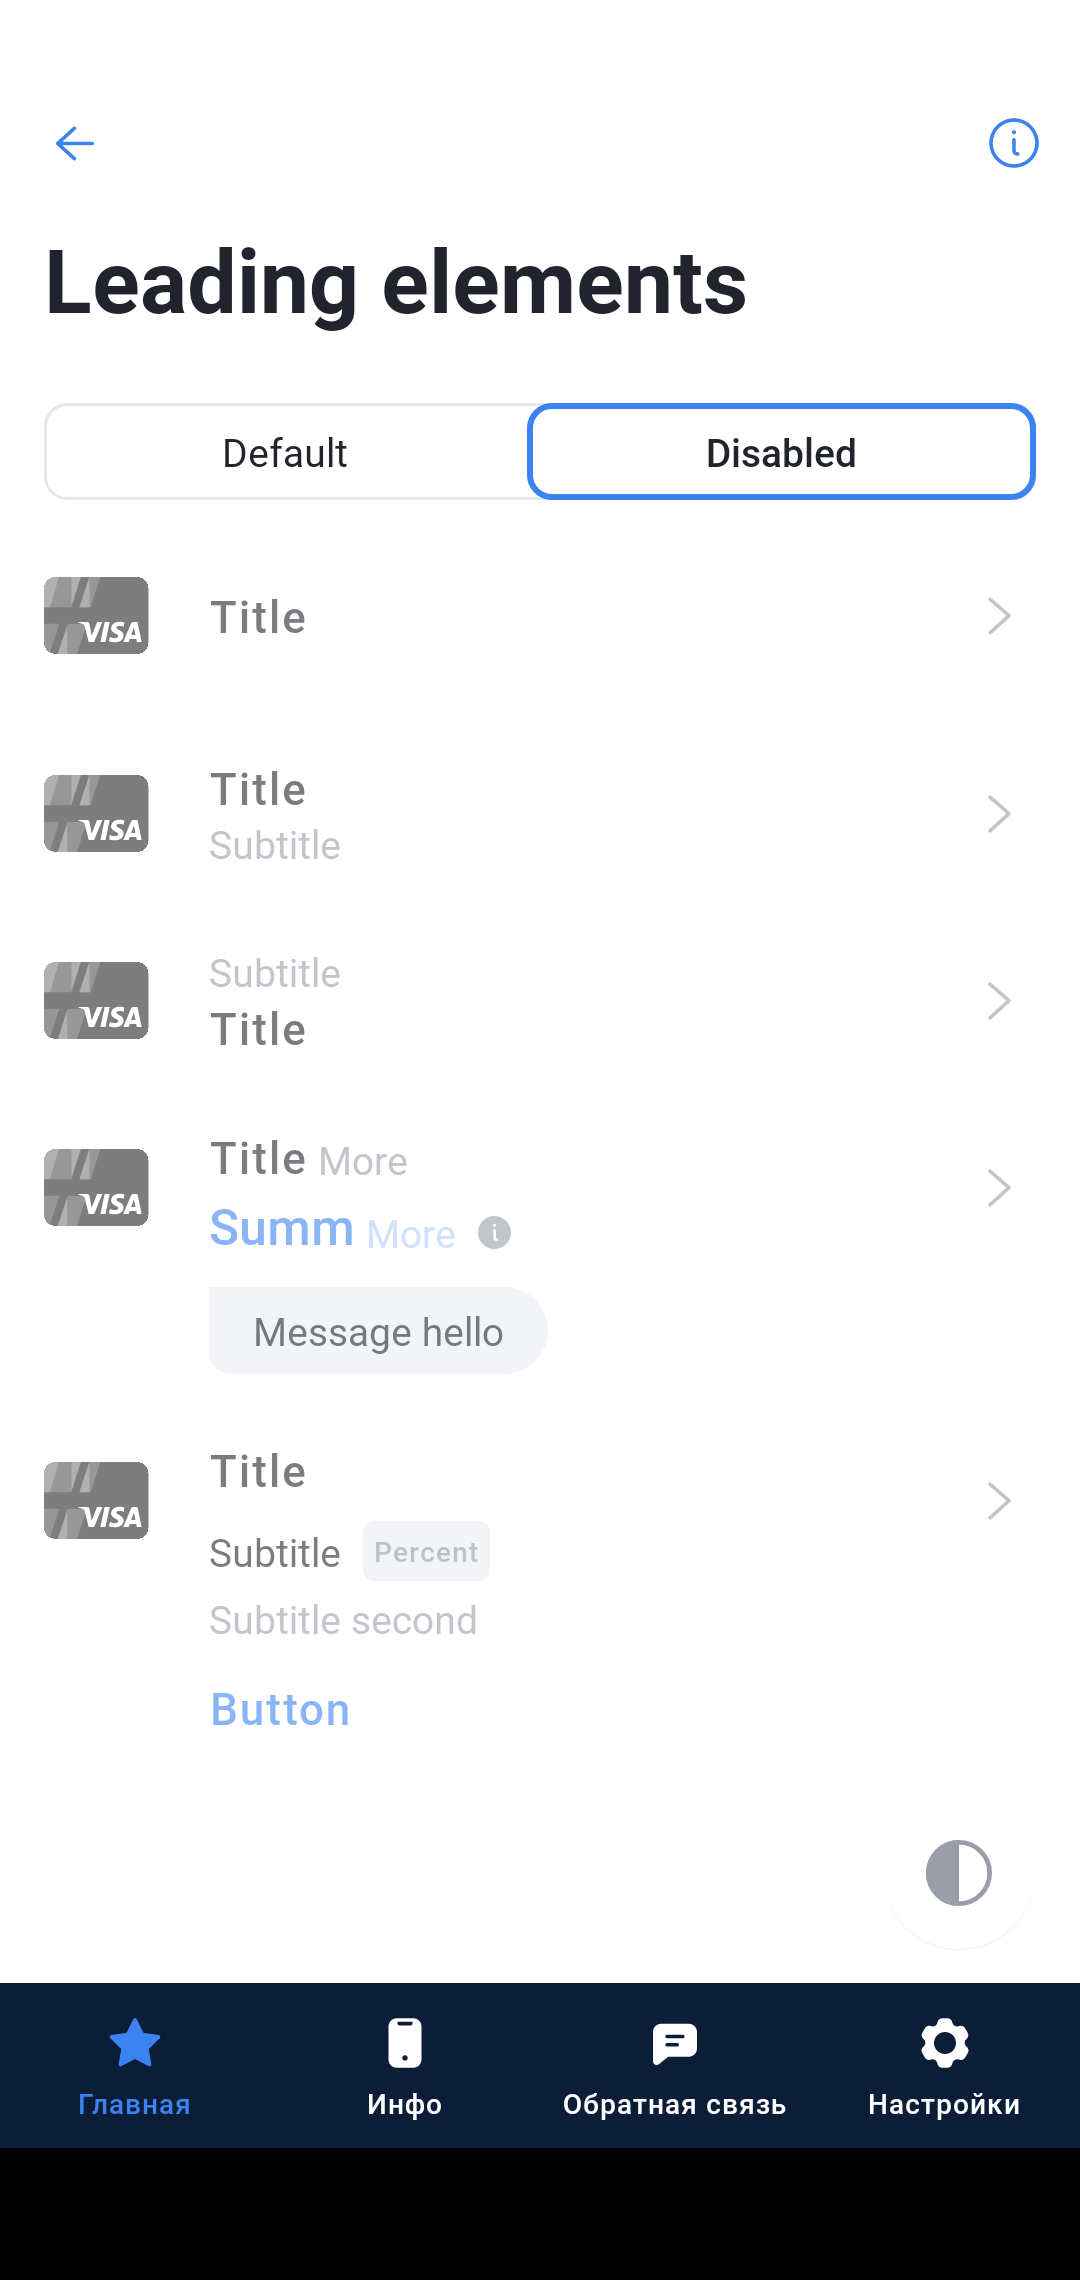 Leading elements
Default
Disabled
VISA
Title
VISA
Title
Subtitle
VISA
Subtitle
Title
VISA
Title More
Summ More
Message hello
VISA
Title
Subtitle Percent
Subtitle second
Button
Главная
Инфо
Обратная связь
Настройки